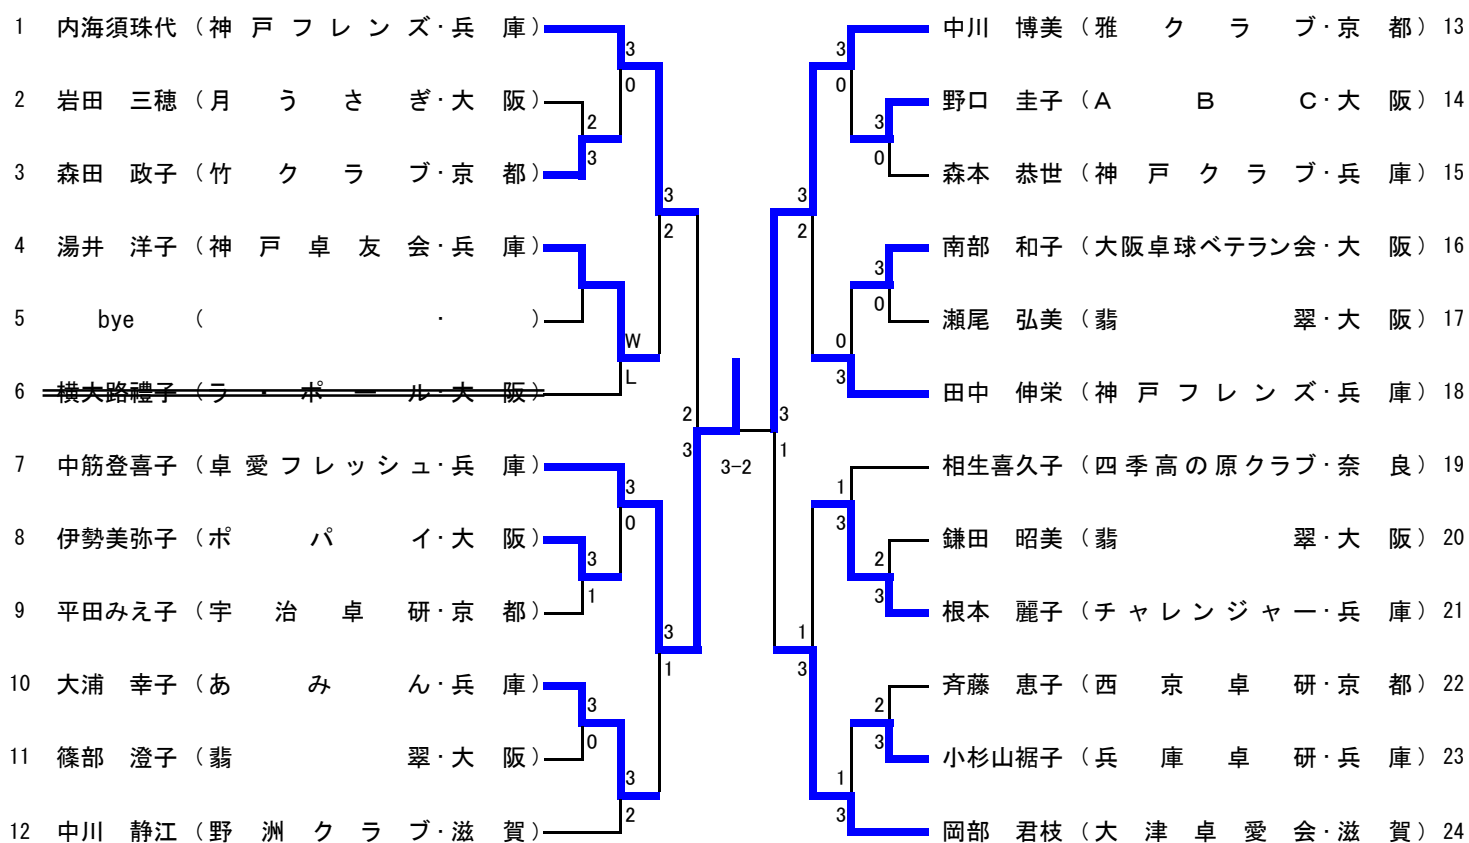 1 内海須珠代 (神戸フレンズ・兵庫)
3
0
2 岩田 三穂 (月うさぎ・大阪)
2
3
3 森田 政子 (竹クラブ・京都)
3
2
4 湯井 洋子 (神戸卓友会・兵庫)
5 bye ( ・ )
W
L
6 横大路禮子 (ラ・ポール・大阪)
2
3
7 中筋登喜子 (卓愛フレッシュ・兵庫)
3
0
8 伊勢美弥子 (ポパイ・大阪)
3
1
9 平田みえ子 (宇治卓研・京都)
3
1
10 大浦 幸子 (あみん・兵庫)
3
0
11 篠部 澄子 (翡翠・大阪)
3
2
12 中川 静江 (野洲クラブ・滋賀)
3-2
中川 博美 (雅クラブ・京都) 13
3
0
野口 圭子 (ABC・大阪) 14
3
0
森本 恭世 (神戸クラブ・兵庫) 15
3
2
南部 和子 (大阪卓球ベテラン会・大阪) 16
3
0
瀬尾 弘美 (翡翠・大阪) 17
0
3
田中 伸栄 (神戸フレンズ・兵庫) 18
3
1
相生喜久子 (四季高の原クラブ・奈良) 19
1
3
鎌田 昭美 (翡翠・大阪) 20
2
3
根本 麗子 (チャレンジャー・兵庫) 21
1
3
斉藤 恵子 (西京卓研・京都) 22
2
3
小杉山裾子 (兵庫卓研・兵庫) 23
1
3
岡部 君枝 (大津卓愛会・滋賀) 24